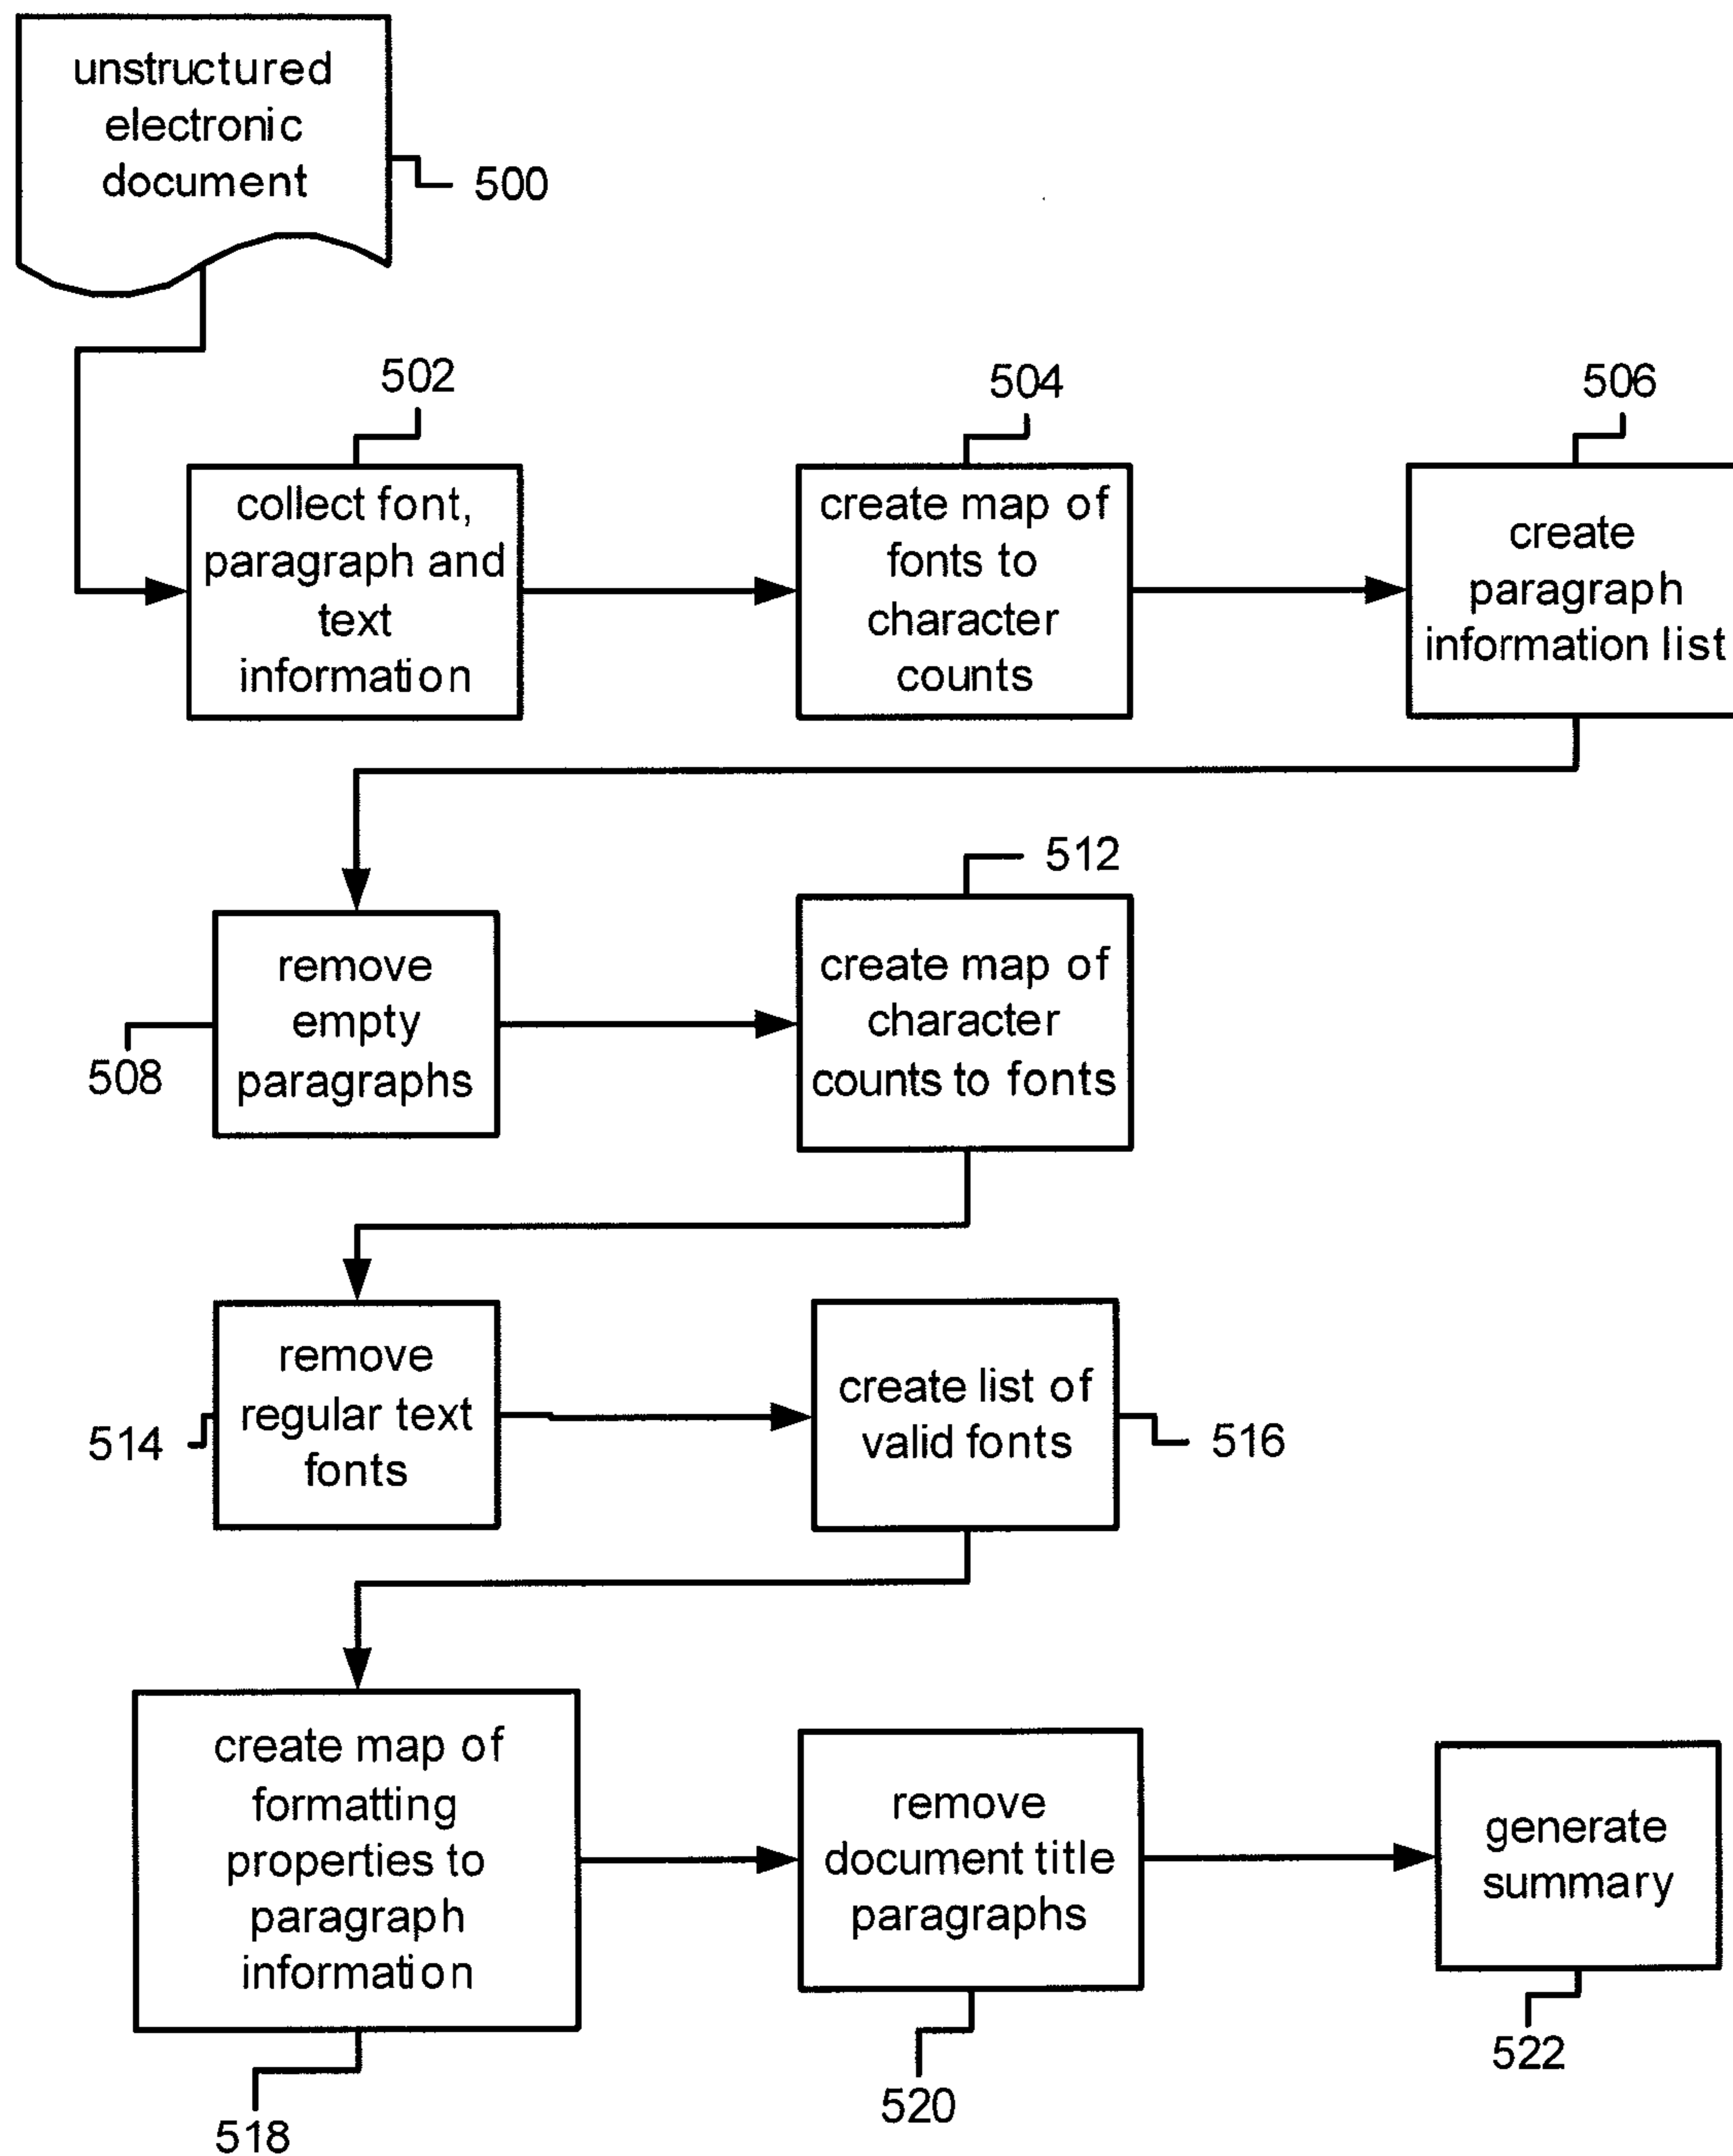 unstructured
electronic
document
500
502
504
506
collect font,
paragraph and
text
information
create map of
fonts to
character
counts
create
paragraph
information list
512
remove
empty
paragraphs
508
create map of
character
counts to fonts
remove
regular text
fonts
514
create list of
valid fonts
516
create map of
formatting
properties to
paragraph
information
518
remove
document title
paragraphs
520
generate
summary
522